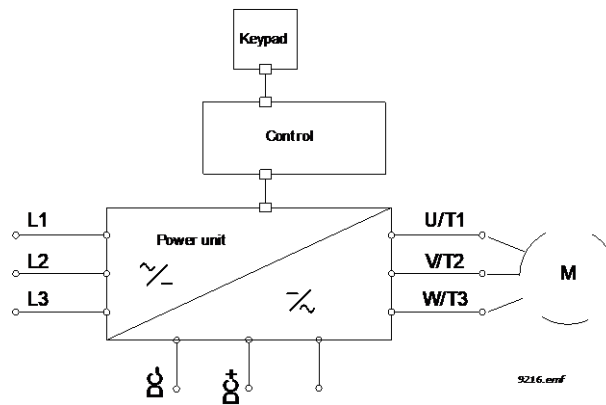 Keypad
Control
L1
L2
L3
Power unit
~/−
−/~
U/T1
V/T2
W/T3
M
DC-
DC+
9216.emf